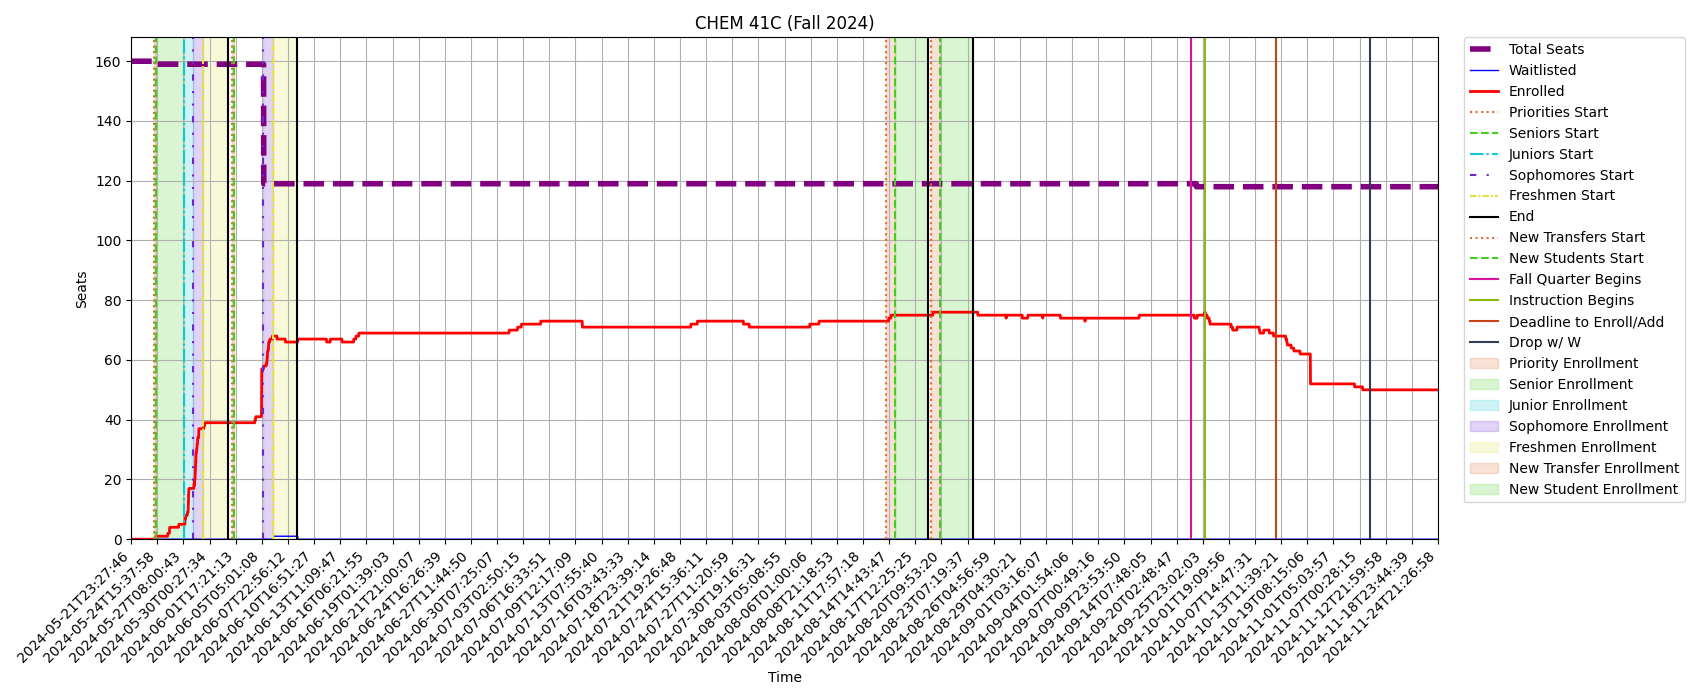 CHEM 41C (Fall 2024)
Seats
160
140
120
100
80
60
40
20
0
2024-05-21T23:27:46
2024-05-24T15:37:58
2024-05-27T08:00:43
2024-05-30T00:27:34
2024-06-01T17:21:13
2024-06-05T05:01:09
2024-06-07T22:56:12
2024-06-10T16:51:27
2024-06-13T11:09:47
2024-06-16T06:21:55
2024-06-19T01:39:03
2024-06-21T21:00:07
2024-06-24T16:26:39
2024-06-27T11:44:50
2024-06-30T07:25:07
2024-07-03T02:50:15
2024-07-06T16:33:51
2024-07-09T12:17:09
2024-07-13T07:55:40
2024-07-16T03:43:33
2024-07-18T23:39:14
2024-07-21T19:26:48
2024-07-24T15:36:11
2024-07-27T11:20:59
2024-07-30T19:16:31
2024-08-03T05:08:55
2024-08-06T01:00:06
2024-08-08T21:18:53
2024-08-11T17:57:18
2024-08-14T14:43:47
2024-08-17T12:25:25
2024-08-20T09:53:20
2024-08-23T07:19:37
2024-08-26T04:56:59
2024-08-29T04:30:21
2024-09-01T03:16:07
2024-09-04T01:54:06
2024-09-07T00:49:16
2024-09-09T23:53:50
2024-09-14T07:48:05
2024-09-20T02:48:47
2024-09-25T23:02:03
2024-10-01T19:09:56
2024-10-07T14:47:31
2024-10-13T11:39:21
2024-10-19T08:15:06
2024-11-01T05:03:57
2024-11-07T00:28:15
2024-11-12T21:59:58
2024-11-18T23:44:39
2024-11-24T21:26:58
Time
Total Seats
Waitlisted
Enrolled
Priorities Start
Seniors Start
Juniors Start
Sophomores Start
Freshmen Start
End
New Transfers Start
New Students Start
Fall Quarter Begins
Instruction Begins
Deadline to Enroll/Add
Drop w/ W
Priority Enrollment
Senior Enrollment
Junior Enrollment
Sophomore Enrollment
Freshmen Enrollment
New Transfer Enrollment
New Student Enrollment